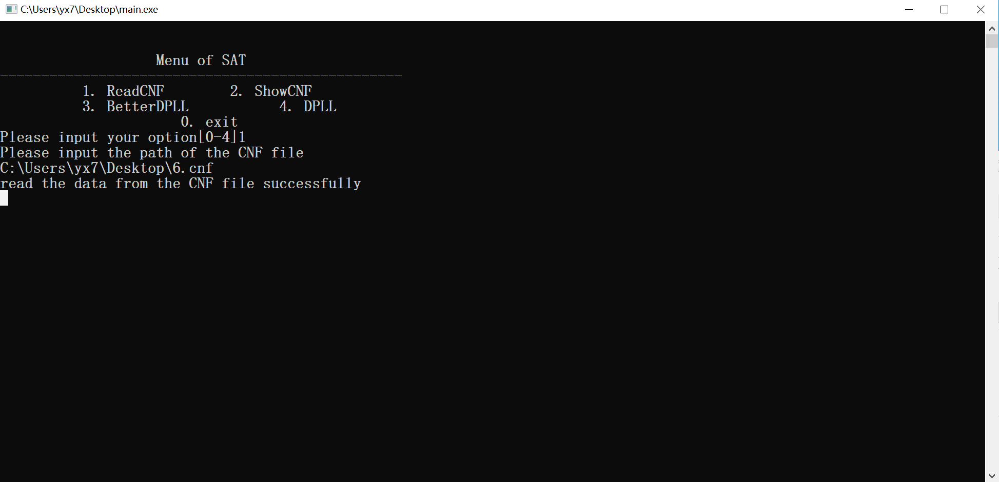 C:\Users\yx7\Desktop\main.exe
Menu of SAT
-------------------------------------------------
1. ReadCNF 2. ShowCNF
3. BetterDPLL 4. DPLL
0. exit
Please input your option[0-4]1
Please input the path of the CNF file
C:\Users\yx7\Desktop\6.cnf
read the data from the CNF file successfully